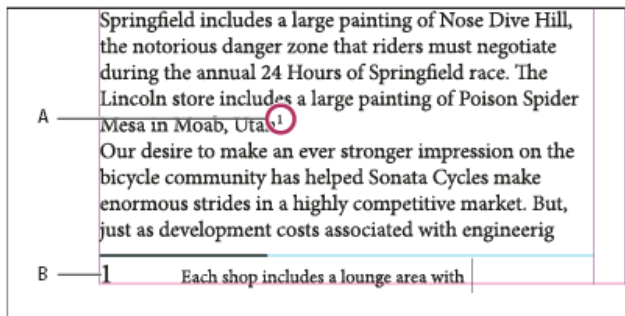 Springfield includes a large painting of Nose Dive Hill,
the notorious danger zone that riders must negotiate
during the annual 24 Hours of Springfield race. The
Lincoln store includes a large painting of Poison Spider
A
Mesa in Moab, Utah¹
Our desire to make an ever stronger impression on the
bicycle community has helped Sonata Cycles make
enormous strides in a highly competitive market. But,
just as development costs associated with engineerig
B
1 Each shop includes a lounge area with